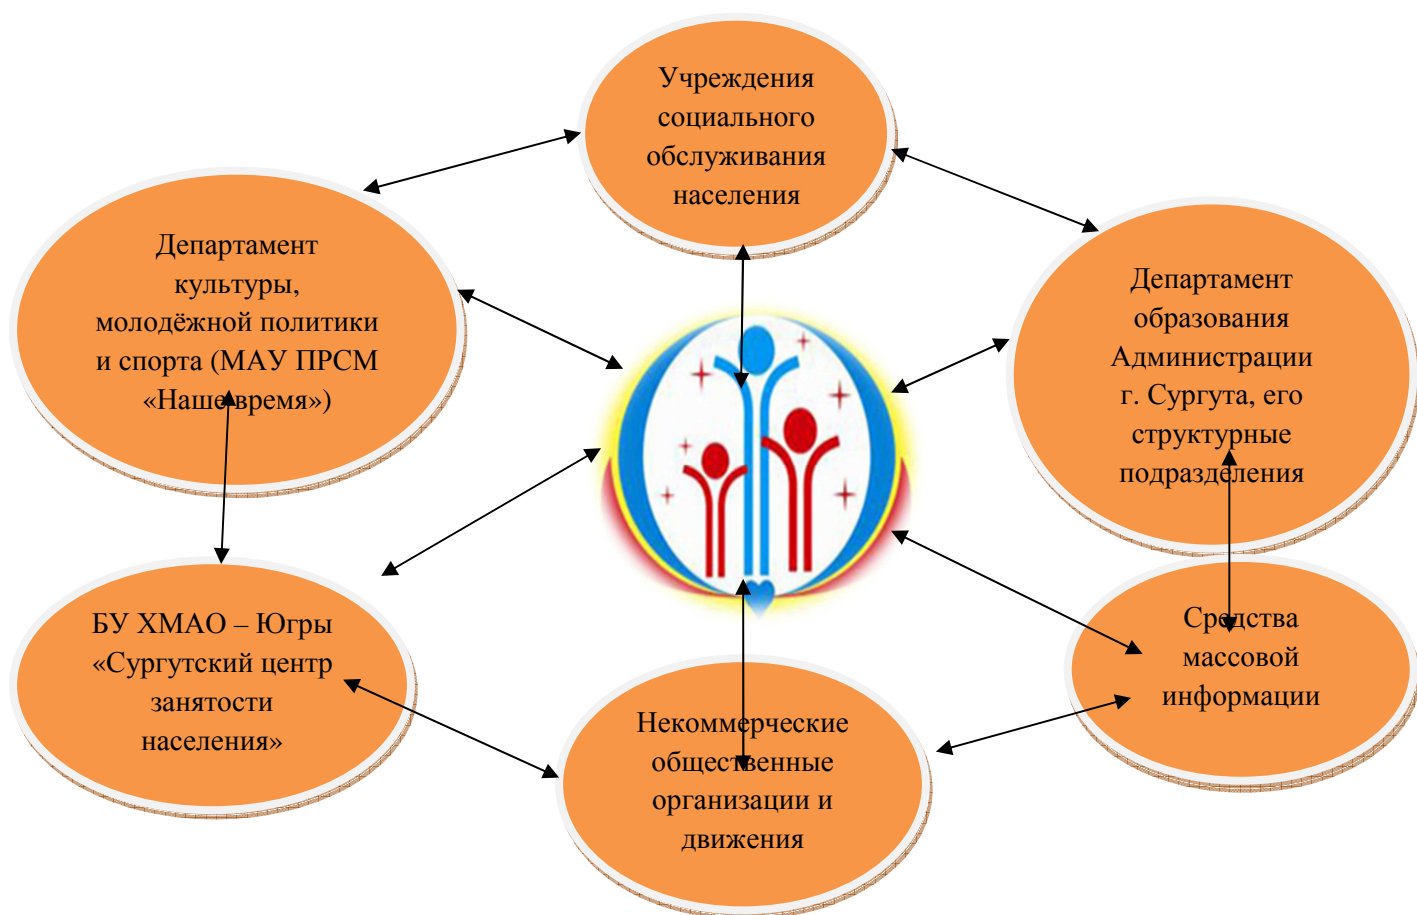 Учреждения
социального
обслуживания
населения
Департамент
культуры,
молодёжной политики
и спорта (МАУ ПРСМ
«Наше время»)
Департамент
образования
Администрации
г. Сургута, его
структурные
подразделения
БУ ХМАО – Югры
«Сургутский центр
занятости
населения»
Некоммерческие
общественные
организации и
движения
Средства
массовой
информации